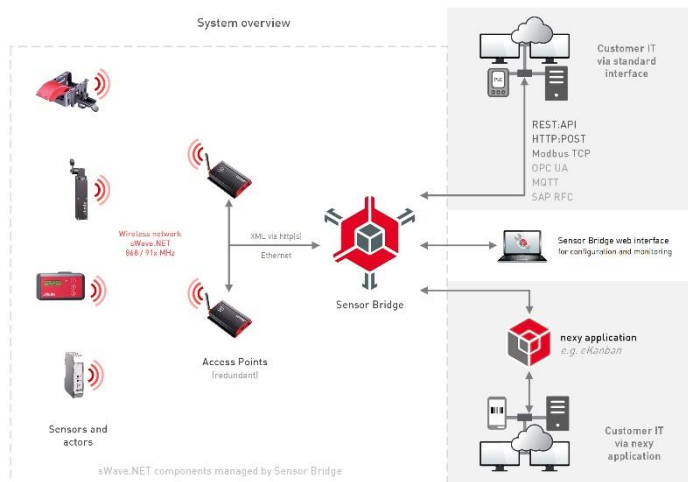 System overview
Customer IT
via standard
interface
REST:API
HTTP:POST
Modbus TCP
OPC UA
MQTT
SAP RFC
Wireless network
sWave.NET
868 / 91x MHz
XML via http(s)
Ethernet
Sensor Bridge
Sensor Bridge web interface
for configuration and monitoring
Access Points
(redundant)
nexy application
e.g. eKanban
Sensors and
actors
Customer IT
via nexy
application
sWave.NET components managed by Sensor Bridge